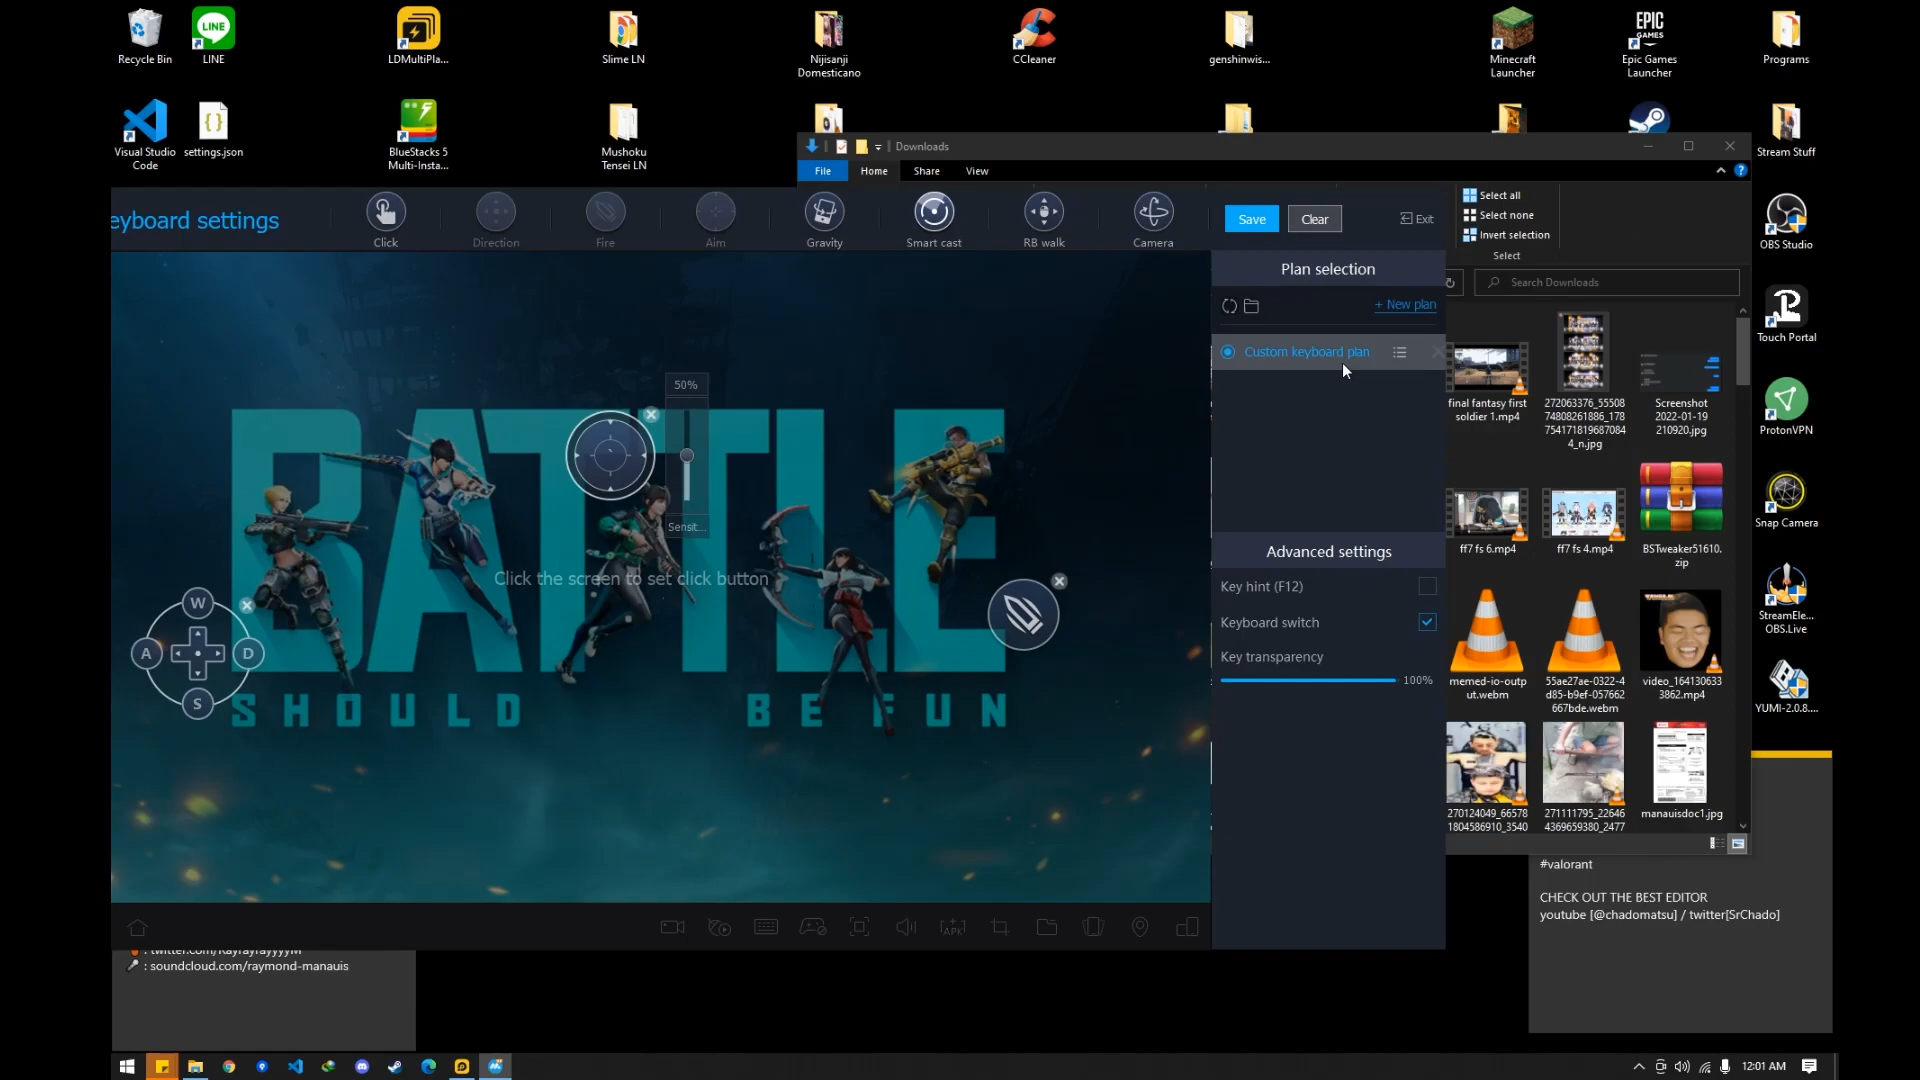 Recycle Bin
LINE
LINE
LDMultiPla...
Slime LN
Nijisanji
Domesticano
CCleaner
genshinwis...
Minecraft
Launcher
EPIC
GAMES
Epic Games
Launcher
Programs
Visual Studio
Code
settings.json
BlueStacks 5
Multi-Insta...
Mushoku
Tensei LN
Stream Stuff
Downloads
File
Home
Share
View
eyboard settings
Click
Direction
Fire
Aim
Gravity
Smart cast
RB walk
Camera
Save
Clear
Exit
Select all
Select none
Invert selection
Select
OBS Studio
Plan selection
+ New plan
Search Downloads
Custom keyboard plan
Touch Portal
50%
Sensit...
final fantasy first
soldier 1.mp4
272063376_55508
74808261886_178
754171819687084
4_n.jpg
Screenshot
2022-01-19
210920.jpg
ProtonVPN
BATTLE
SHOULD BE FUN
Click the screen to set click button
W
A
D
S
Advanced settings
Key hint (F12)
Keyboard switch
Key transparency
100%
ff7 fs 6.mp4
ff7 fs 4.mp4
BSTweaker51610.
zip
Snap Camera
StreamEle...
OBS.Live
memed-io-outp
ut.webm
55ae27ae-0322-4
d85-b9ef-057662
667bde.webm
video_164130633
3862.mp4
YUMI-2.0.8....
270124049_66578
1804586910_3540
271111795_22646
4369659380_2477
manauisdoc1.jpg
APK
#valorant
CHECK OUT THE BEST EDITOR
youtube [@chadomatsu] / twitter[SrChado]
: twitter.com/Rayrayrayyyym
: soundcloud.com/raymond-manauis
12:01 AM